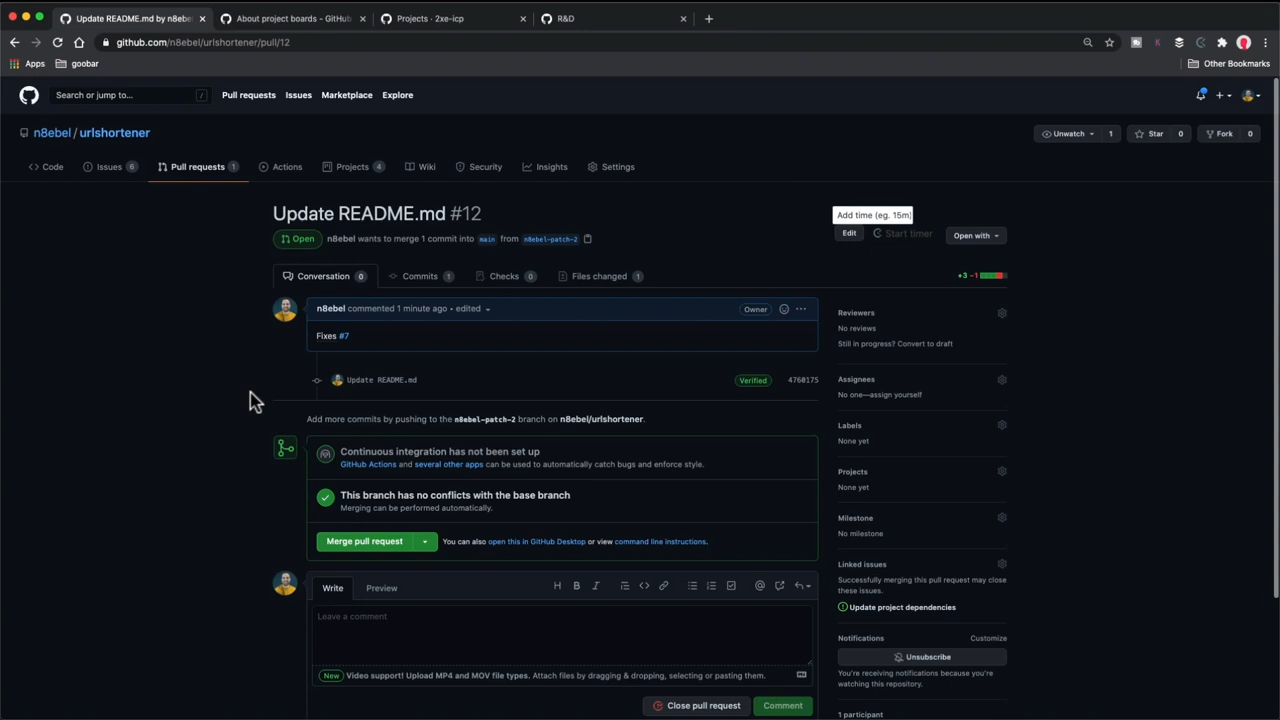 Update README.md by n8ebel
About project boards - GitHub
Projects · 2xe-icp
R&D
github.com/n8ebel/urlshortener/pull/12
Apps
goobar
Other Bookmarks
Search or jump to...
/
Pull requests
Issues
Marketplace
Explore
n8ebel / urlshortener
Unwatch
1
Star
0
Fork
0
Code
Issues 6
Pull requests 1
Actions
Projects 4
Wiki
Security
Insights
Settings
Update README.md #12
Add time (eg. 15m)
Edit
Start timer
Open with
Open
n8ebel wants to merge 1 commit into main from n8ebel-patch-2
Conversation 0
Commits 1
Checks 0
Files changed 1
+3 −1
n8ebel commented 1 minute ago • edited
Owner
Fixes #7
Update README.md
Verified
4760175
Add more commits by pushing to the n8ebel-patch-2 branch on n8ebel/urlshortener.
Continuous integration has not been set up
GitHub Actions and several other apps can be used to automatically catch bugs and enforce style.
This branch has no conflicts with the base branch
Merging can be performed automatically.
Merge pull request
You can also open this in GitHub Desktop or view command line instructions.
Write
Preview
H B I
Leave a comment
New Video support! Upload MP4 and MOV file types. Attach files by dragging & dropping, selecting or pasting them.
Close pull request
Comment
Reviewers
No reviews
Still in progress? Convert to draft
Assignees
No one—assign yourself
Labels
None yet
Projects
None yet
Milestone
No milestone
Linked issues
Successfully merging this pull request may close
these issues.
Update project dependencies
Notifications
Customize
Unsubscribe
You're receiving notifications because you're
watching this repository.
1 participant